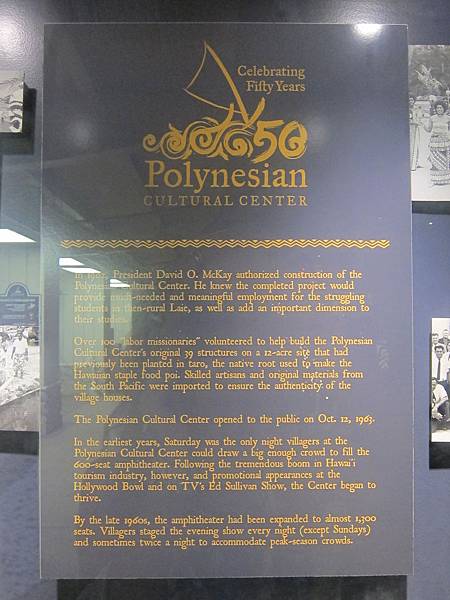 Celebrating
Fifty Years
50
Polynesian
CULTURAL CENTER
In President David O. McKay authorized construction of the
Polynesian Cultural Center. He knew the completed project would
provide much-needed and meaningful employment for the struggling
students in then-rural Laie, as well as add an important dimension to
their studies.
Over 100 "labor missionaries" volunteered to help build the Polynesian
Cultural Center's original 39 structures on a 12-acre site that had
previously been planted in taro, the native root used to make the
Hawaiian staple food poi. Skilled artisans and original materials from
the South Pacific were imported to ensure the authenticity of the
village houses.
The Polynesian Cultural Center opened to the public on Oct. 12, 1963.
In the earliest years, Saturday was the only night villagers at the
Polynesian Cultural Center could draw a big enough crowd to fill the
600-seat amphitheater. Following the tremendous boom in Hawai'i
tourism industry, however, and promotional appearances at the
Hollywood Bowl and on TV's Ed Sullivan Show, the Center began to
thrive.
By the late 1960s, the amphitheater had been expanded to almost 1,300
seats. Villagers staged the evening show every night (except Sundays)
and sometimes twice a night to accommodate peak-season crowds.